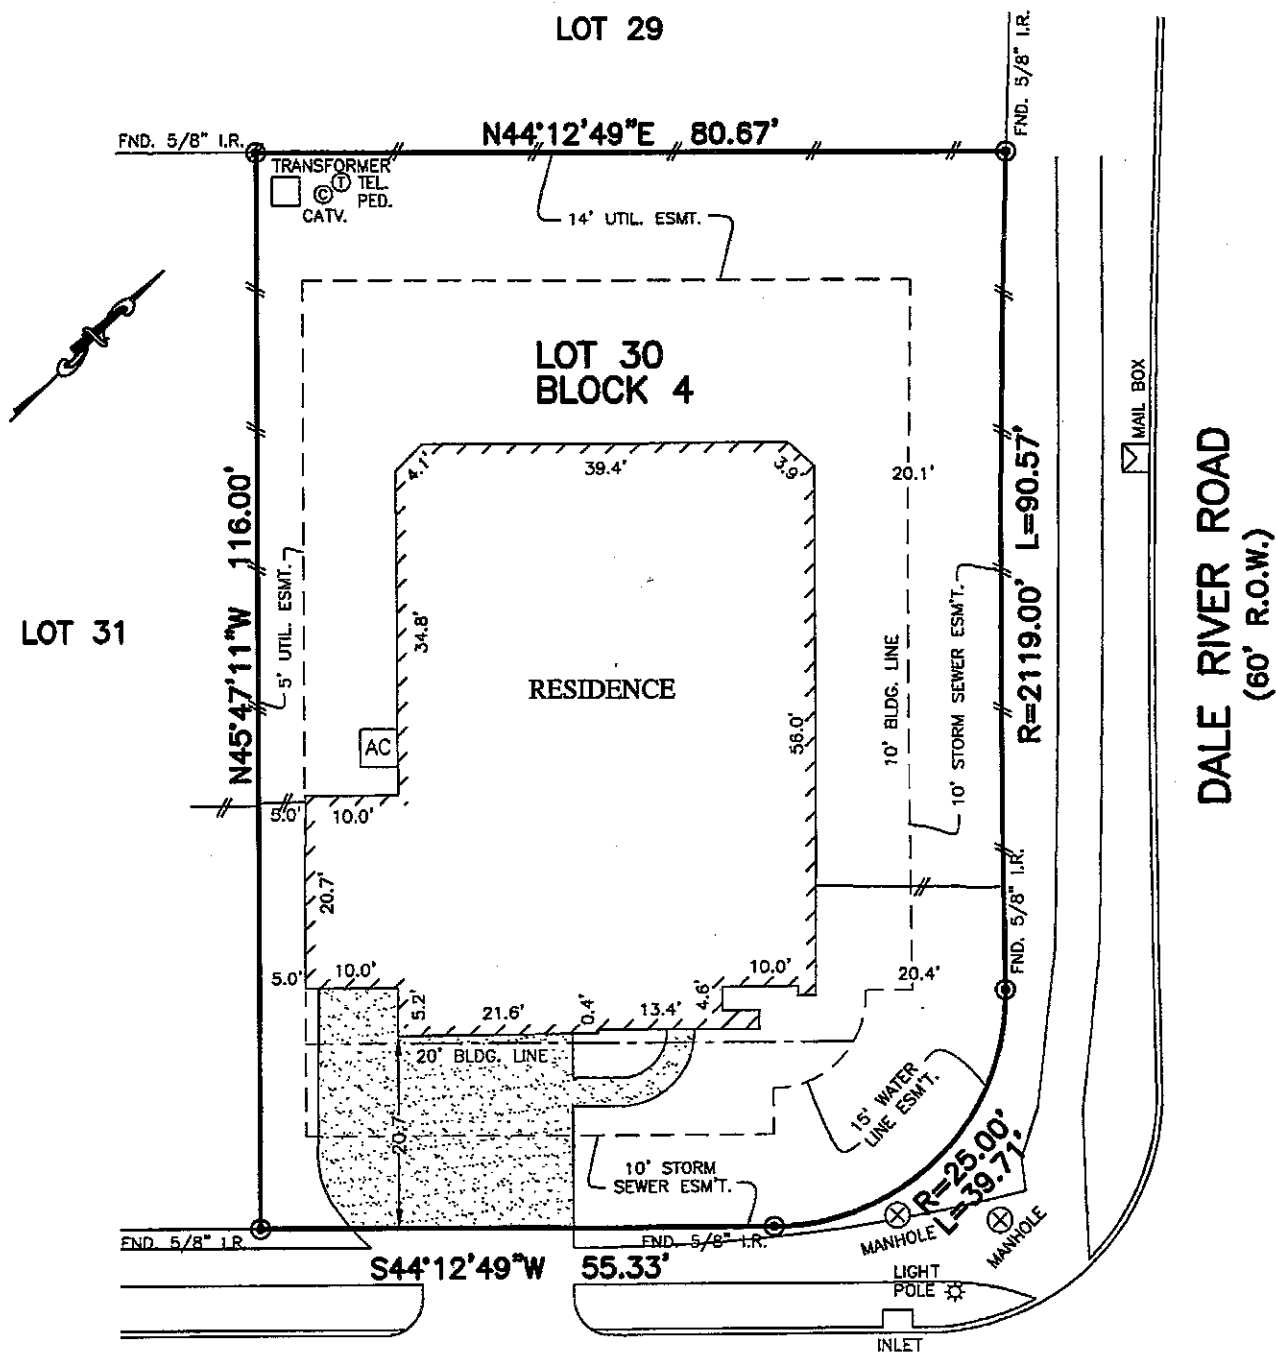 LOT 29
FND. 5/8" I.R.
N44°12'49"E 80.67'
FND. 5/8" I.R.
TRANSFORMER
T TEL.
PED.
C
CATV.
14' UTIL. ESMT.
LOT 30
BLOCK 4
MAIL BOX
4.1'
39.4'
3.9'
20.1'
N45°47'11"W 116.00'
5' UTIL. ESMT.
34.8'
LOT 31
RESIDENCE
56.0'
10' BLDG. LINE
10' STORM SEWER ESM'T.
R=2119.00' L=90.57'
DALE RIVER ROAD
(60' R.O.W.)
AC
5.0'
10.0'
20.7'
FND. 5/8" I.R.
5.0'
10.0'
5.2'
21.6'
0.4'
13.4'
4.6'
10.0'
20.4'
20' BLDG. LINE
20.7'
15' WATER
LINE ESM'T.
10' STORM
SEWER ESM'T.
R=25.00'
L=39.71'
FND. 5/8" I.R.
FND. 5/8" I.R.
MANHOLE
MANHOLE
S44°12'49"W 55.33'
LIGHT
POLE
INLET